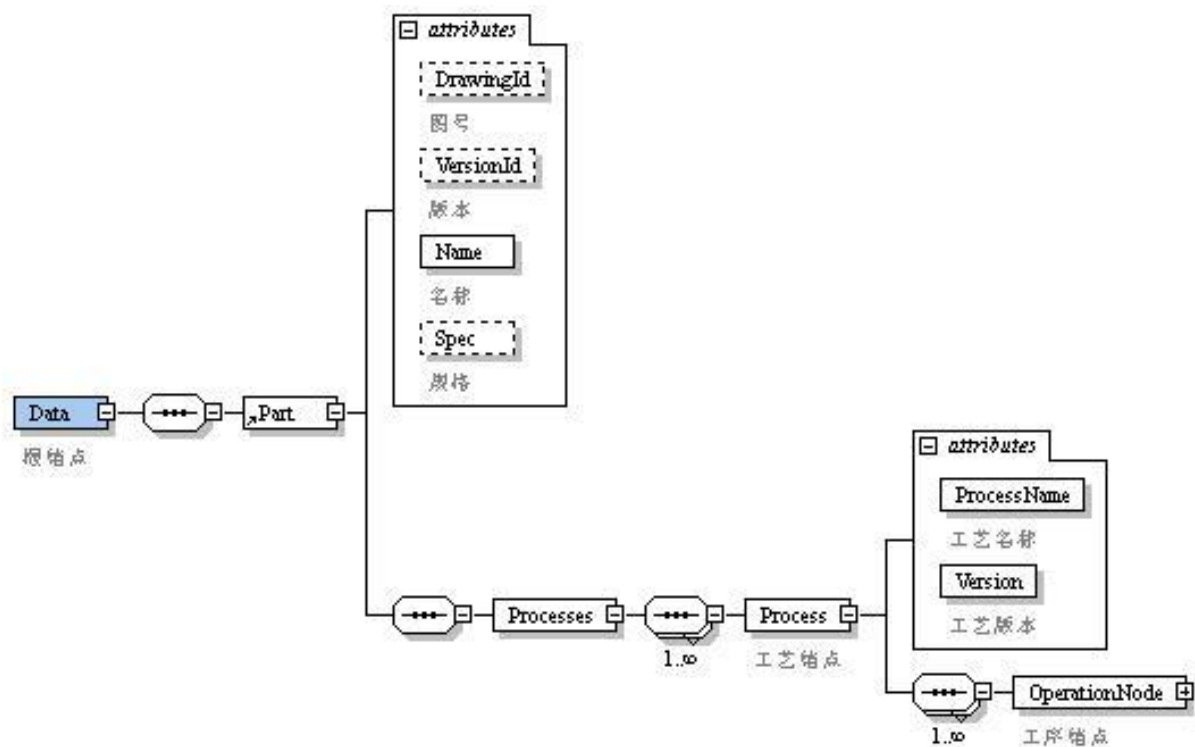 attributes
DrawingId
图号
VersionId
版本
Name
名称
Spec
规格
Data
Part
根结点
attributes
ProcessName
工艺名称
Version
工艺版本
Processes
Process
1..∞
工艺结点
OperationNode
1..∞
工序结点